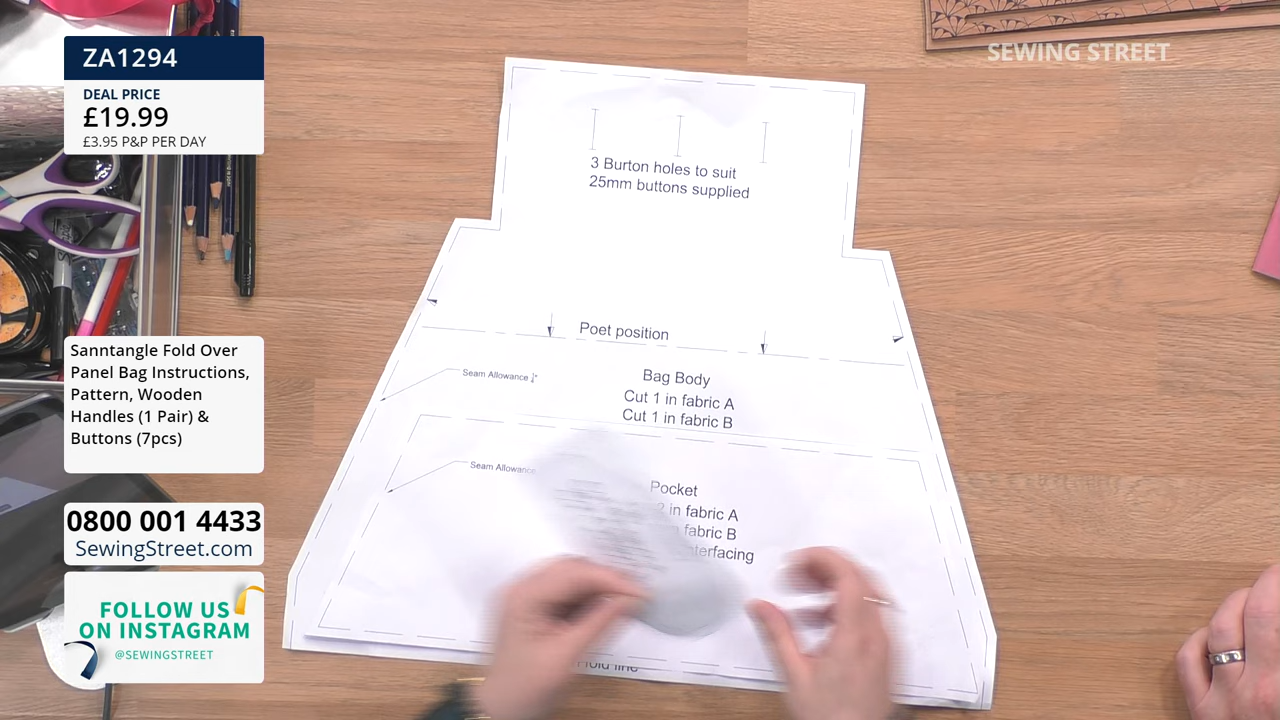 ZA1294
DEAL PRICE
£19.99
£3.95 P&P PER DAY
SEWING STREET
3 Burton holes to suit
25mm buttons supplied
Poet position
Seam Allowance
Bag Body
Cut 1 in fabric A
Cut 1 in fabric B
Seam Allowance
Pocket
2 in fabric A
fabric B
interfacing
Sanntangle Fold Over
Panel Bag Instructions,
Pattern, Wooden
Handles (1 Pair) &
Buttons (7pcs)
0800 001 4433
SewingStreet.com
FOLLOW US
ON INSTAGRAM
@SEWINGSTREET